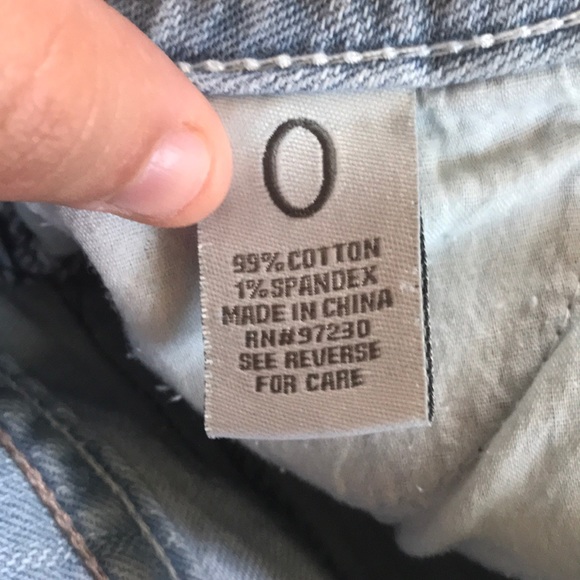 0
99% COTTON
1% SPANDEX
MADE IN CHINA
RN#97230
SEE REVERSE
FOR CARE